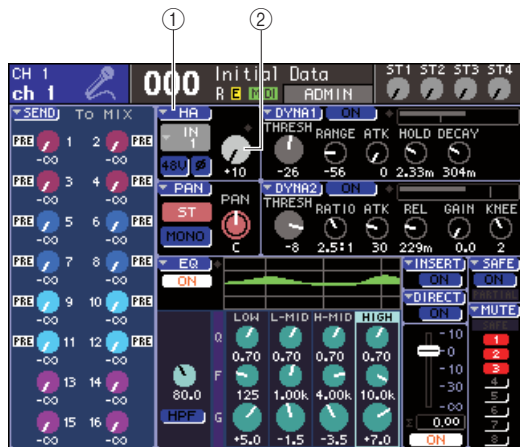 ① ②
CH 1
ch 1
000
Initial Data
R E MIDI ADMIN
ST1 ST2 ST3 ST4
SEND To MIX
PRE 1 2 PRE
-∞ -∞
PRE 3 4 PRE
-∞ -∞
PRE 5 6 PRE
-∞ -∞
PRE 7 8 PRE
-∞ -∞
PRE 9 10 PRE
-∞ -∞
PRE 11 12 PRE
-∞ -∞
13 14
-∞ -∞
15 16
-∞ -∞
HA
IN
1
48V Ø
+10
PAN
ST
MONO
PAN
C
DYNA1 ON
THRESH RANGE ATK HOLD DECAY
-26 -56 0 2.33m 304m
DYNA2 ON
THRESH RATIO ATK REL GAIN KNEE
-8 2.5:1 30 229m 0.0 2
EQ
ON
LOW L-MID H-MID HIGH
Q
0.70 0.70 0.70 0.70
F
80.0 125 1.00k 4.00k 10.0k
HPF
G
+5.0 -1.5 -3.5 +7.0
INSERT
ON
DIRECT
ON
10
0
-10
-30
-∞
Σ 0.00
ON
SAFE
ON
PARTIAL
MUTE
SAFE
1
2
3
4
5
6
7
8